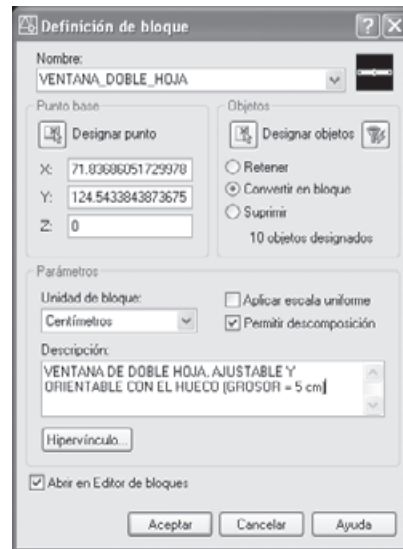 Definición de bloque
Nombre:
VENTANA_DOBLE_HOJA
Punto base
Designar punto
X: 71.83686051729978
Y: 124.5433843873675
Z: 0
Objetos
Designar objetos
Retener
Convertir en bloque
Suprimir
10 objetos designados
Parámetros
Unidad de bloque:
Centímetros
Aplicar escala uniforme
Permitir descomposición
Descripción:
VENTANA DE DOBLE HOJA, AJUSTABLE Y
ORIENTABLE CON EL HUECO (GROSOR = 5 cm)
Hipervínculo...
Abrir en Editor de bloques
Aceptar
Cancelar
Ayuda